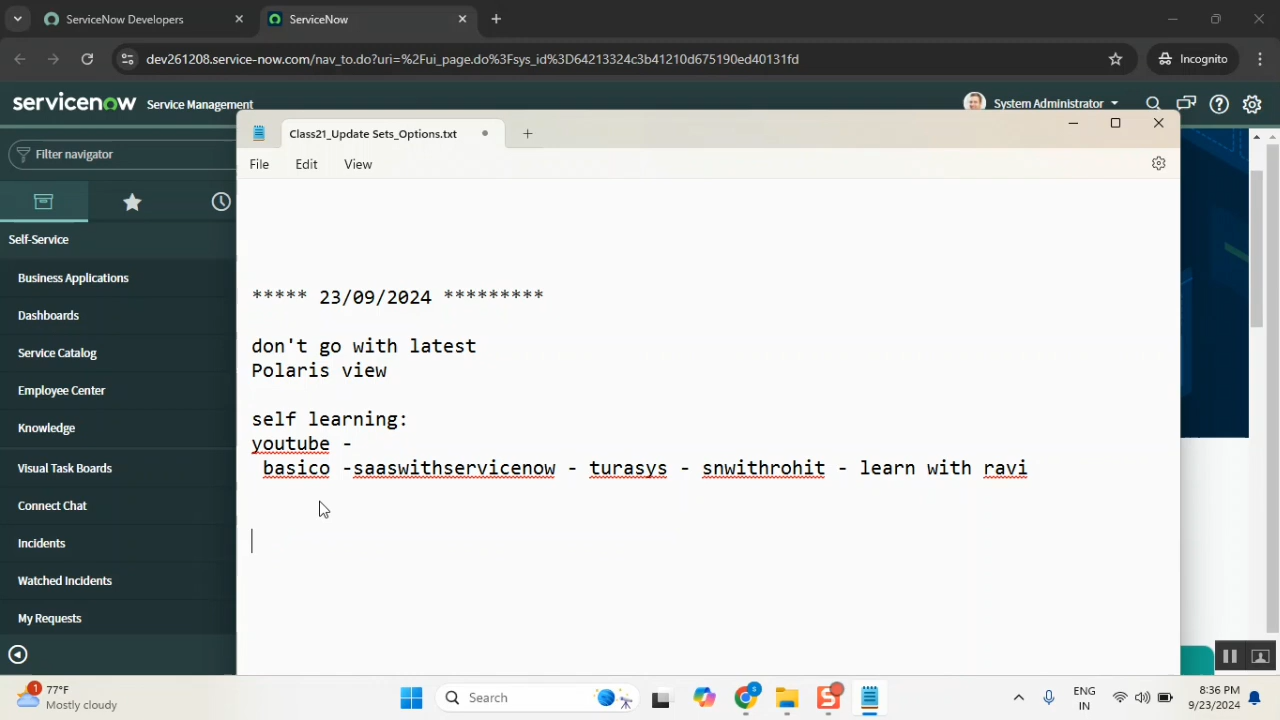 ServiceNow Developers
ServiceNow
dev261208.service-now.com/nav_to.do?uri=%2Fui_page.do%3Fsys_id%3D64213324c3b41210d675190ed40131fd
Incognito
servicenow Service Management
System Administrator
Class21_Update Sets_Options.txt
Filter navigator
File Edit View
Self-Service
Business Applications
Dashboards
Service Catalog
Employee Center
Knowledge
Visual Task Boards
Connect Chat
Incidents
Watched Incidents
My Requests
***** 23/09/2024 *********
don't go with latest
Polaris view
self learning:
youtube -
basico -saaswithservicenow - turasys - snwithrohit - learn with ravi
1
77°F
Mostly cloudy
Search
ENG
IN
8:36 PM
9/23/2024